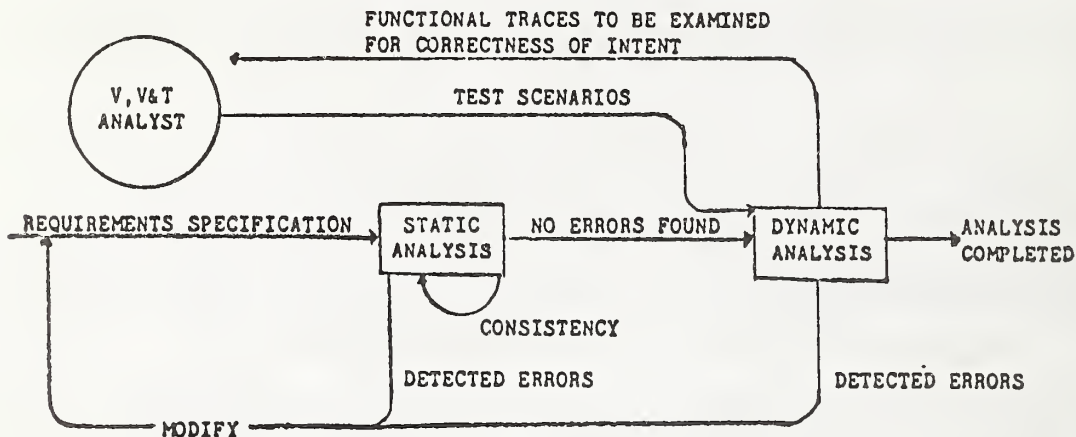 FUNCTIONAL TRACES TO BE EXAMINED
FOR CORRECTNESS OF INTENT
V,V&T
ANALYST
TEST SCENARIOS
REQUIREMENTS SPECIFICATION
STATIC
ANALYSIS
NO ERRORS FOUND
DYNAMIC
ANALYSIS
ANALYSIS
COMPLETED
CONSISTENCY
DETECTED ERRORS
DETECTED ERRORS
MODIFY